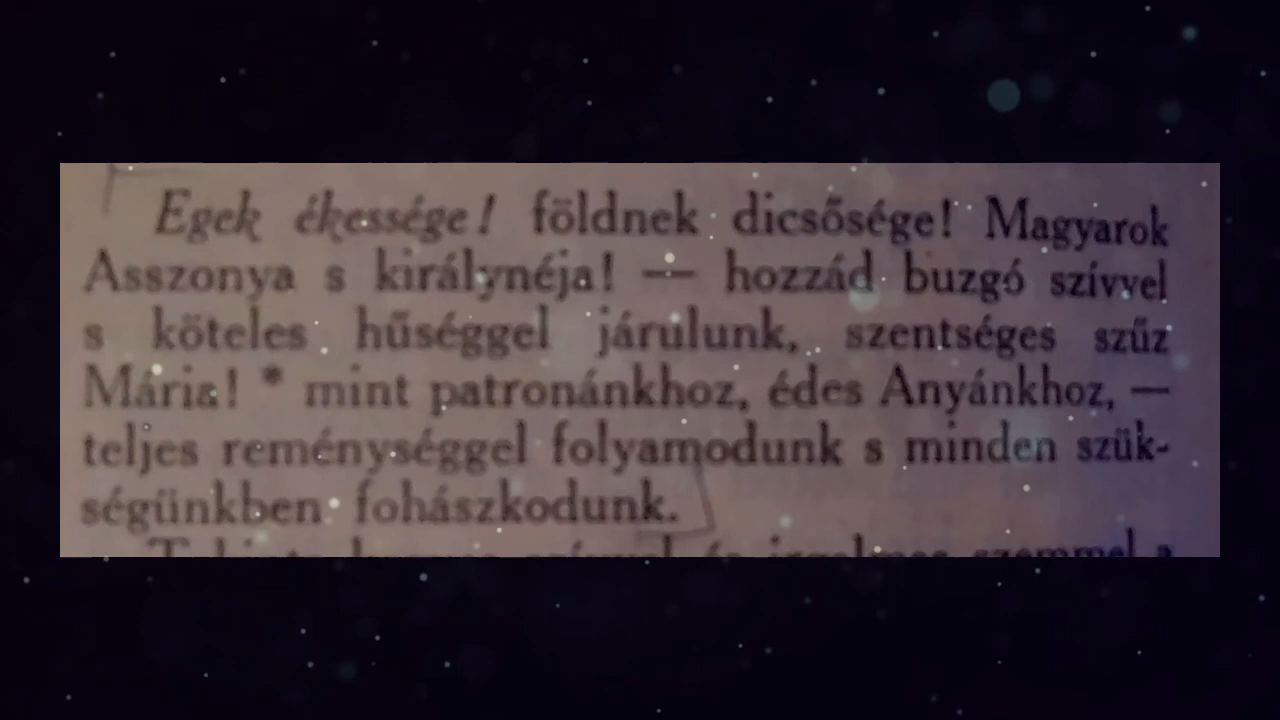 Egek ékessége! földnek dicsősége! Magyarok
Asszonya s királynéja! — hozzád buzgó szívvel
s köteles hűséggel járulunk, szentséges szűz
Mária! * mint patronánkhoz, édes Anyánkhoz, —
teljes reménységgel folyamodunk s minden szük-
ségünkben fohászkodunk.